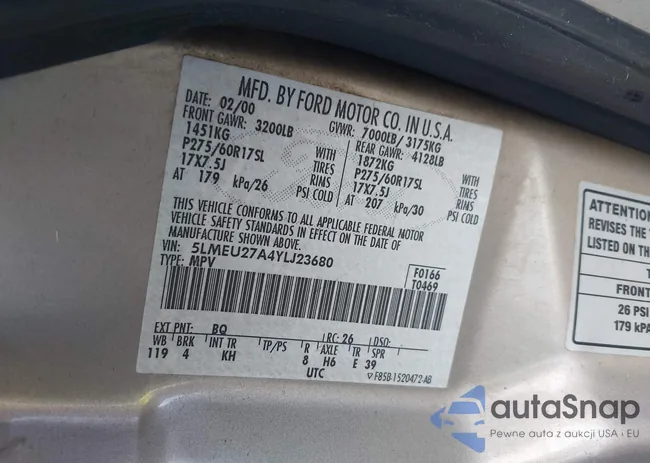 MFD. BY FORD MOTOR CO. IN U.S.A.
DATE: 02/00 GVWR: 7000LB/ 3175KG
FRONT GAWR: 3200LB REAR GAWR: 4128LB
1451KG WITH 1872KG WITH
P275/60R17SL TIRES P275/60R17SL TIRES
17X7.5J RIMS 17X7.5J RIMS
AT 179 kPa/26 PSI COLD AT 207 kPa/30 PSI COLD
THIS VEHICLE CONFORMS TO ALL APPLICABLE FEDERAL MOTOR
VEHICLE SAFETY STANDARDS IN EFFECT ON THE DATE OF
MANUFACTURE SHOWN ABOVE.
VIN: 5LMEU27A4YLJ23680
TYPE: MPV
F0166
T0469
EXT PNT: BQ RC: 26 DSO:
WB BRK INT TR TP/PS R AXLE TR SPR
119 4 KH 8 H6 E 39
UTC
F85B-1520472-AB
ATTENTION
REVISES THE
LISTED ON
T
FRONT
26 PSI
179 kPa
autaSnap
Pewne auta z aukcji USA i EU